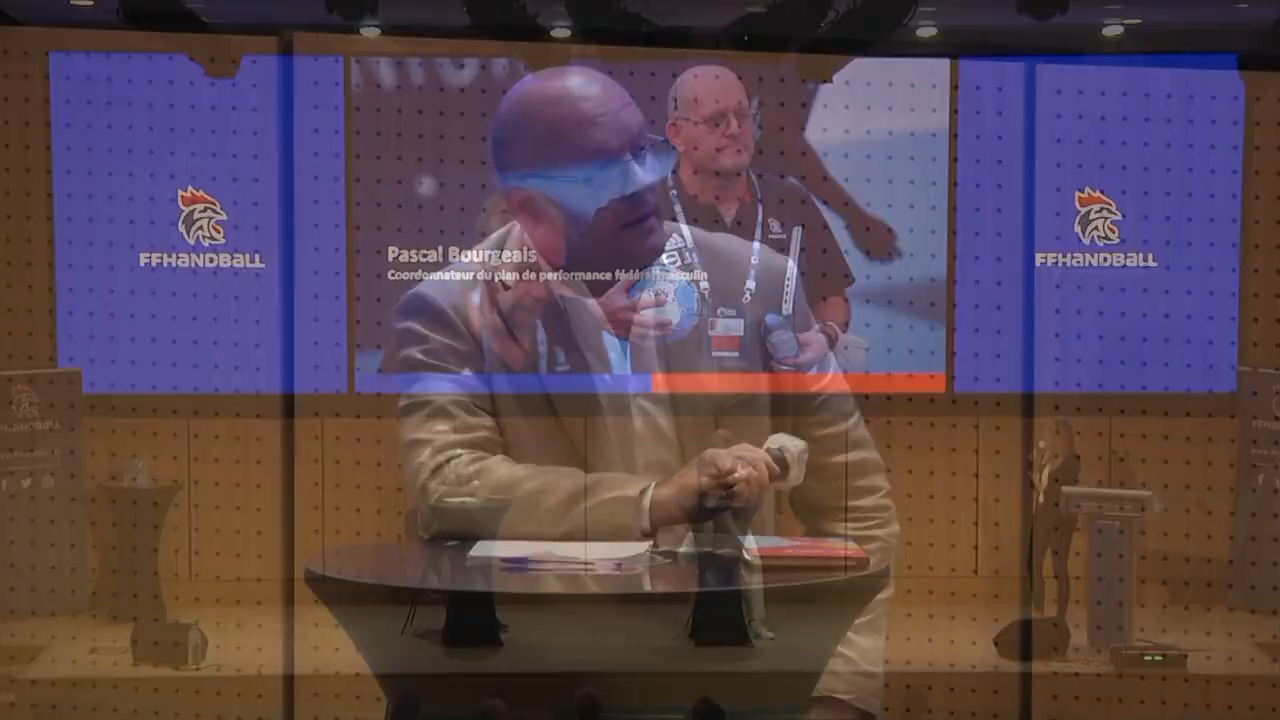 Pascal Bourgeais
Coordonnateur du plan de performance fédéral masculin
FFHANDBALL
FFHANDBALL